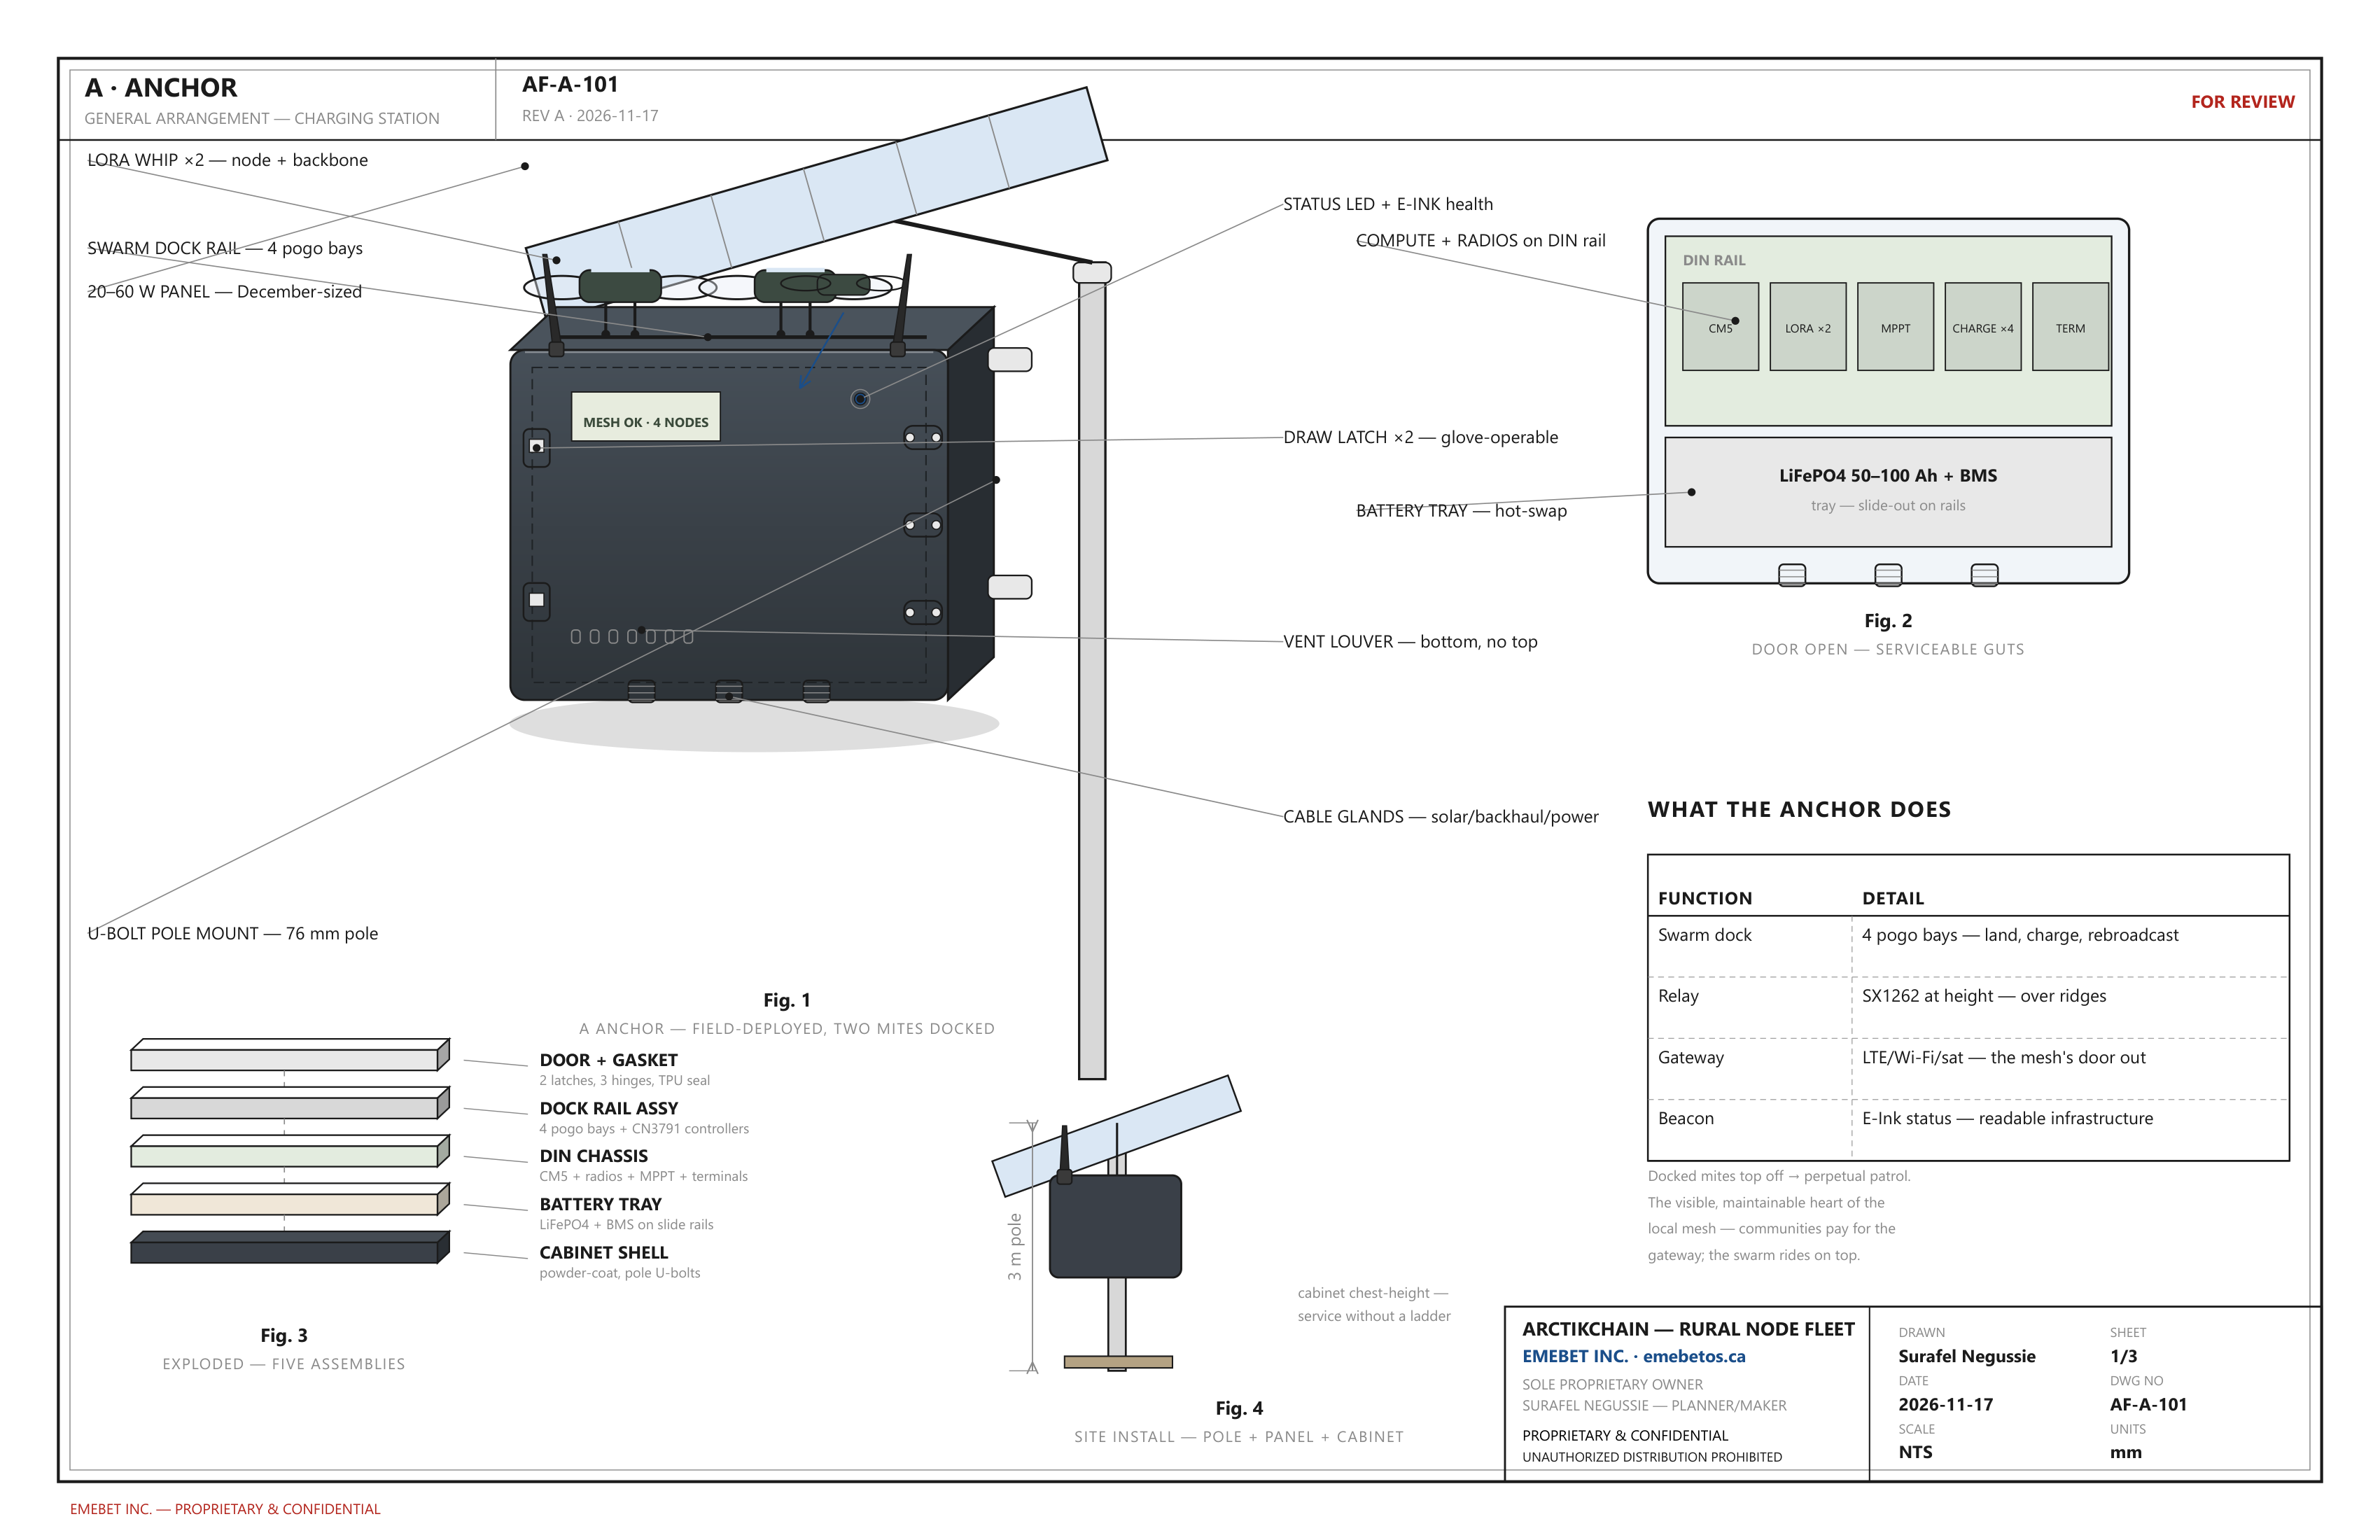 A · ANCHOR
GENERAL ARRANGEMENT — CHARGING STATION
AF-A-101
REV A · 2026-11-17
FOR REVIEW
LORA WHIP ×2 — node + backbone
SWARM DOCK RAIL — 4 pogo bays
20–60 W PANEL — December-sized
STATUS LED + E-INK health
COMPUTE + RADIOS on DIN rail
MESH OK · 4 NODES
DRAW LATCH ×2 — glove-operable
BATTERY TRAY — hot-swap
VENT LOUVER — bottom, no top
CABLE GLANDS — solar/backhaul/power
U-BOLT POLE MOUNT — 76 mm pole
Fig. 1
A ANCHOR — FIELD-DEPLOYED, TWO MITES DOCKED
DIN RAIL
CM5
LORA ×2
MPPT
CHARGE ×4
TERM
LiFePO4 50–100 Ah + BMS
tray — slide-out on rails
Fig. 2
DOOR OPEN — SERVICEABLE GUTS
WHAT THE ANCHOR DOES
FUNCTION DETAIL
Swarm dock 4 pogo bays — land, charge, rebroadcast
Relay SX1262 at height — over ridges
Gateway LTE/Wi-Fi/sat — the mesh's door out
Beacon E-Ink status — readable infrastructure
Docked mites top off → perpetual patrol.
The visible, maintainable heart of the
local mesh — communities pay for the
gateway; the swarm rides on top.
DOOR + GASKET
2 latches, 3 hinges, TPU seal
DOCK RAIL ASSY
4 pogo bays + CN3791 controllers
DIN CHASSIS
CM5 + radios + MPPT + terminals
BATTERY TRAY
LiFePO4 + BMS on slide rails
CABINET SHELL
powder-coat, pole U-bolts
Fig. 3
EXPLODED — FIVE ASSEMBLIES
3 m pole
cabinet chest-height —
service without a ladder
Fig. 4
SITE INSTALL — POLE + PANEL + CABINET
ARCTIKCHAIN — RURAL NODE FLEET
EMEBET INC. · emebetos.ca
SOLE PROPRIETARY OWNER
SURAFEL NEGUSSIE — PLANNER/MAKER
PROPRIETARY & CONFIDENTIAL
UNAUTHORIZED DISTRIBUTION PROHIBITED
DRAWN SHEET
Surafel Negussie 1/3
DATE DWG NO
2026-11-17 AF-A-101
SCALE UNITS
NTS mm
EMEBET INC. — PROPRIETARY & CONFIDENTIAL